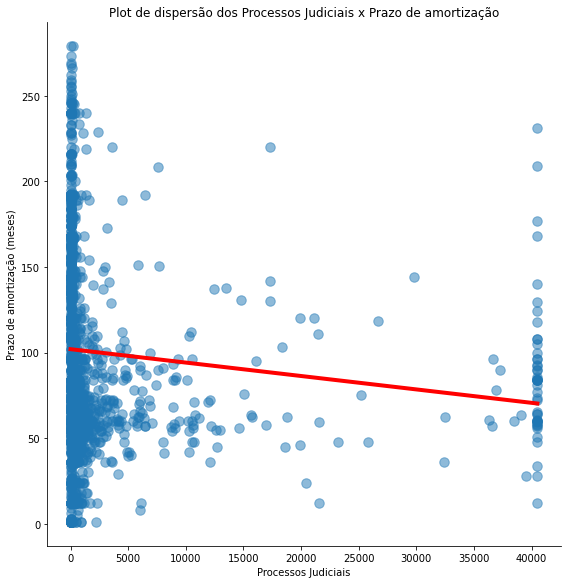 Plot de dispersão dos Processos Judiciais x Prazo de amortização
Prazo de amortização (meses)
250
200
150
100
50
0
0 5000 10000 15000 20000 25000 30000 35000 40000
Processos Judiciais